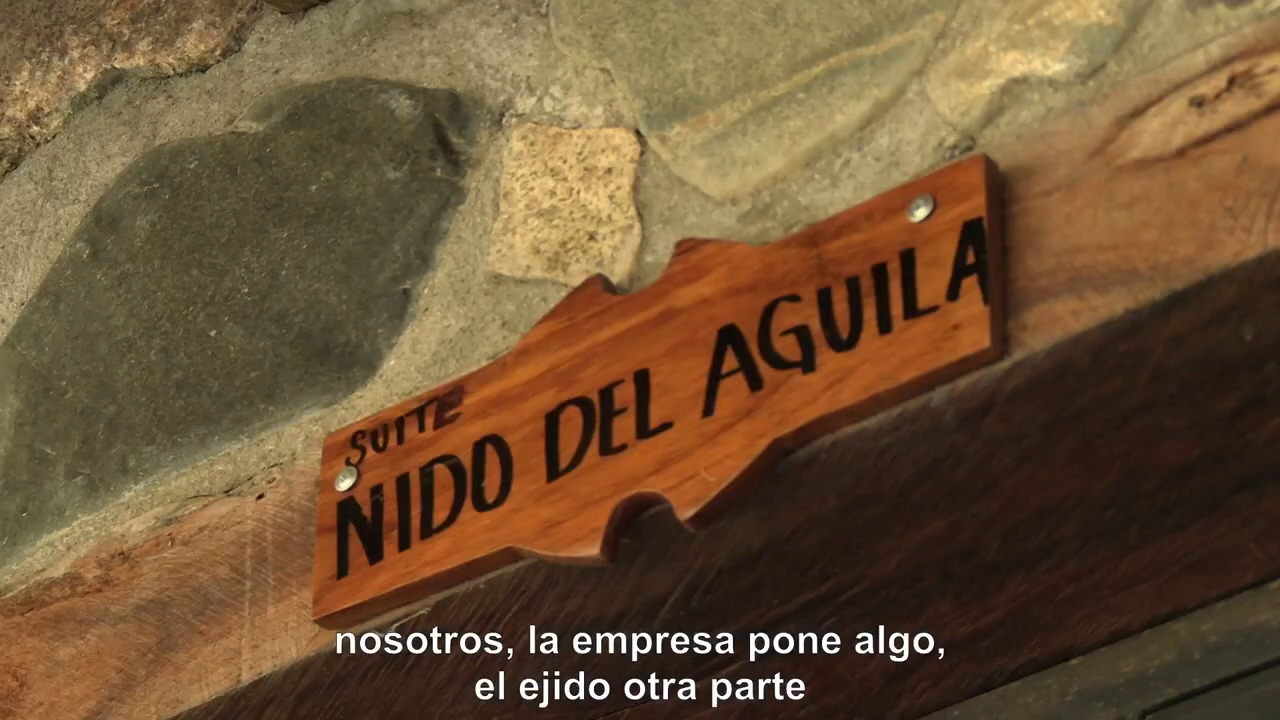 SUITE
NIDO DEL AGUILA
nosotros, la empresa pone algo,
el ejido otra parte